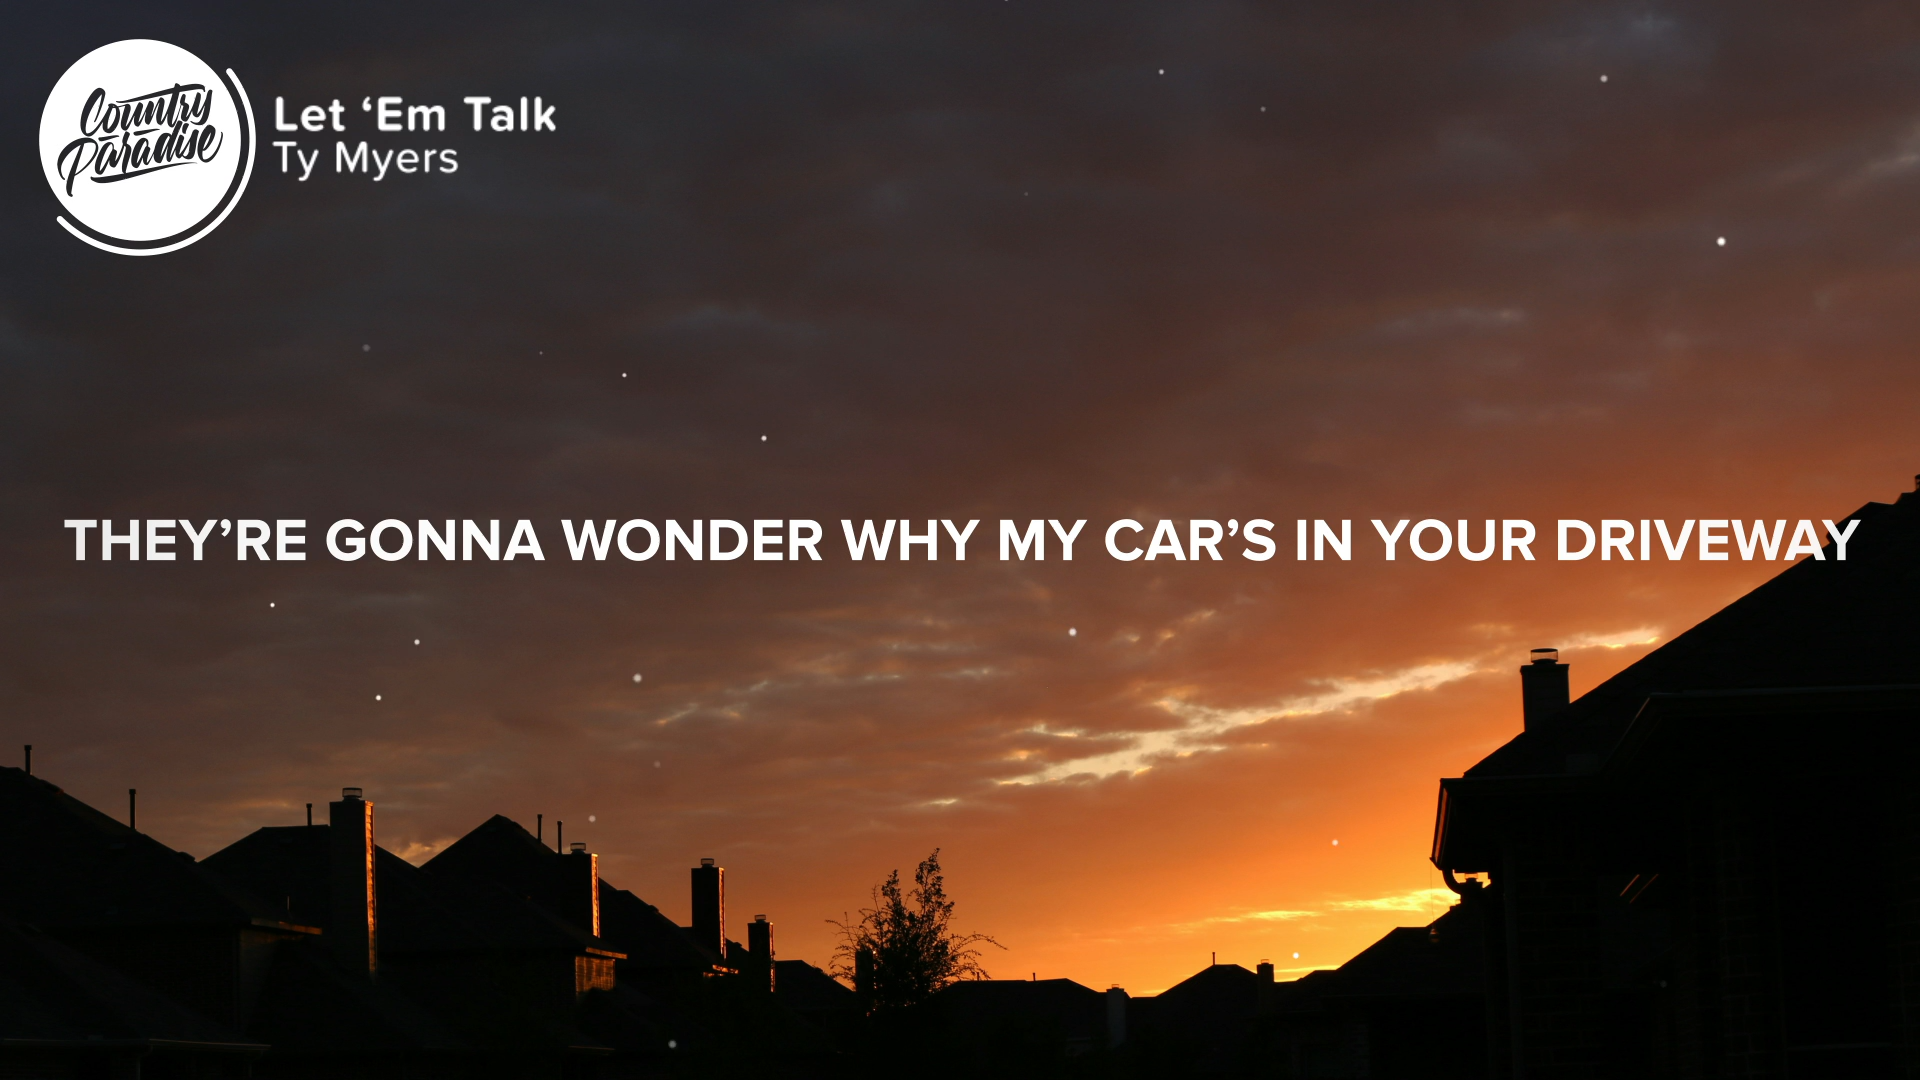 Country
Paradise
Let ‘Em Talk
Ty Myers
THEY’RE GONNA WONDER WHY MY CAR’S IN YOUR DRIVEWAY